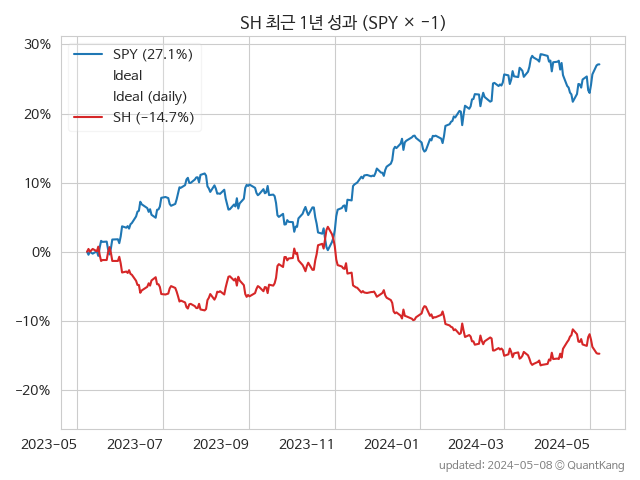 SH 최근 1년 성과 (SPY × −1)
SPY (27.1%)
Ideal
Ideal (daily)
SH (−14.7%)
30%
20%
10%
0%
−10%
−20%
2023-05
2023-07
2023-09
2023-11
2024-01
2024-03
2024-05
updated: 2024-05-08 © QuantKang